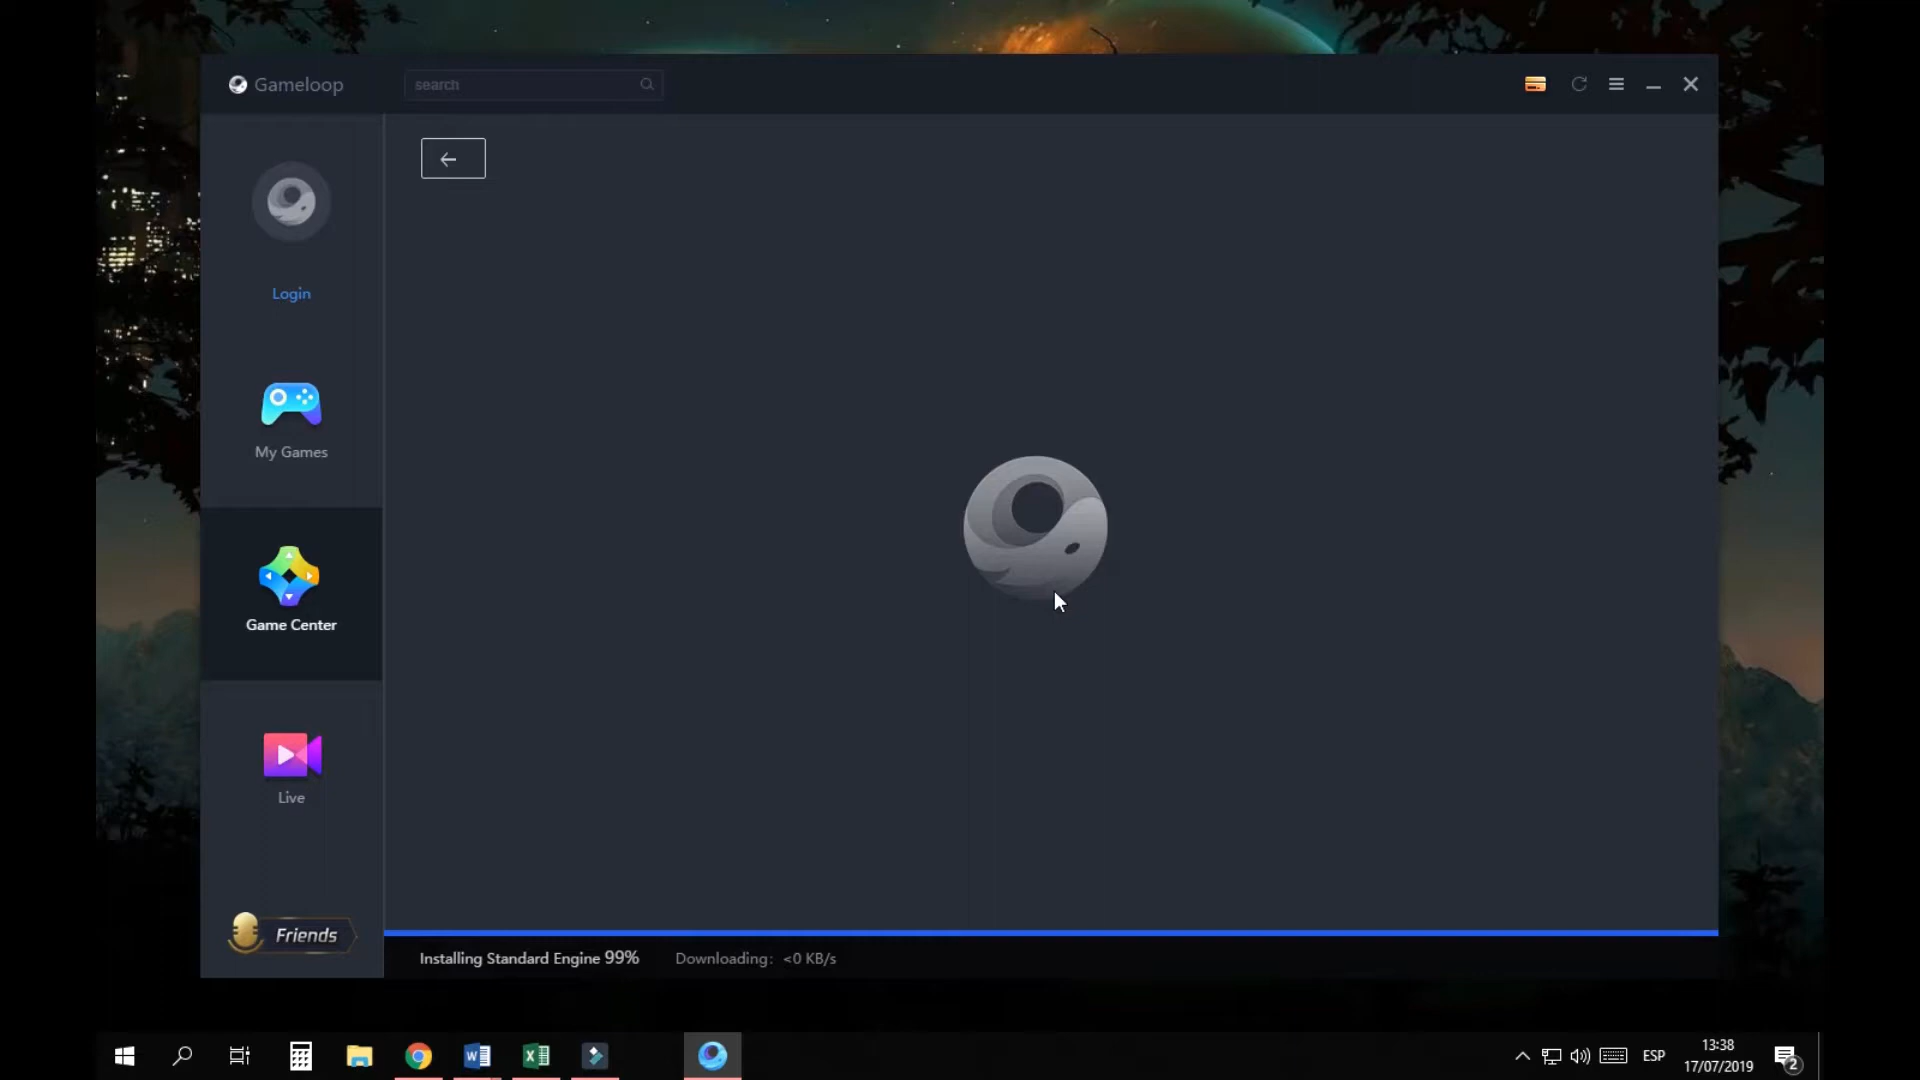 Gameloop
search
Login
My Games
Game Center
Live
Friends
Installing Standard Engine 99%
Downloading: <0 KB/s
ESP
13:38
17/07/2019
2